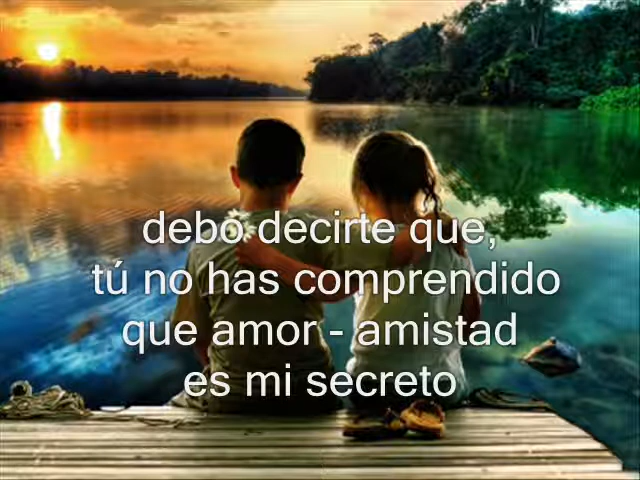 debo decirte que,
tú no has comprendido
que amor - amistad
es mi secreto